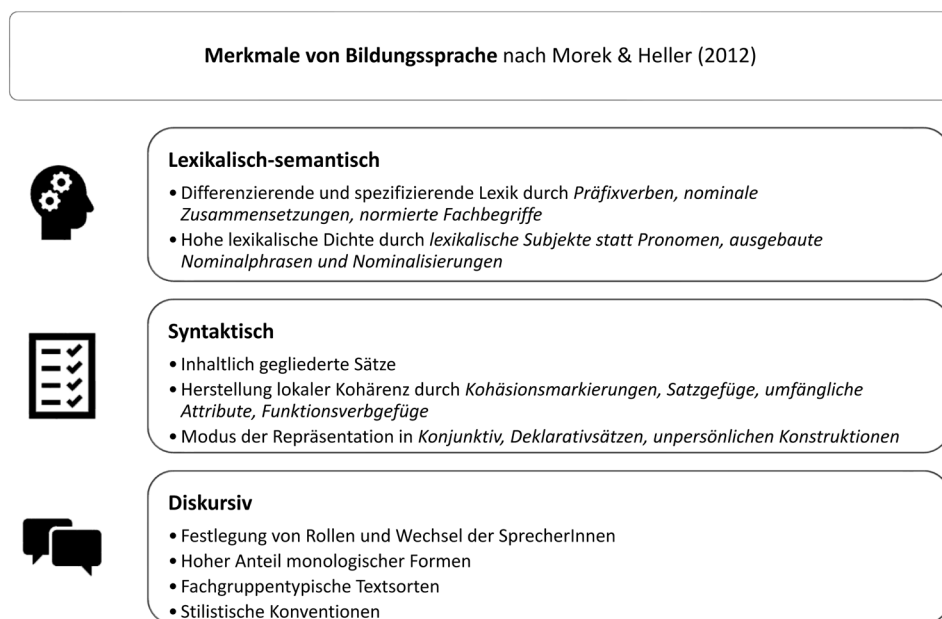 Merkmale von Bildungssprache nach Morek & Heller (2012)
Lexikalisch-semantisch
• Differenzierende und spezifizierende Lexik durch Präfixverben, nominale
Zusammensetzungen, normierte Fachbegriffe
• Hohe lexikalische Dichte durch lexikalische Subjekte statt Pronomen, ausgebaute
Nominalphrasen und Nominalisierungen
Syntaktisch
• Inhaltlich gegliederte Sätze
• Herstellung lokaler Kohärenz durch Kohäsionsmarkierungen, Satzgefüge, umfängliche
Attribute, Funktionsverbgefüge
• Modus der Repräsentation in Konjunktiv, Deklarativsätzen, unpersönlichen Konstruktionen
Diskursiv
• Festlegung von Rollen und Wechsel der SprecherInnen
• Hoher Anteil monologischer Formen
• Fachgruppentypische Textsorten
• Stilistische Konventionen